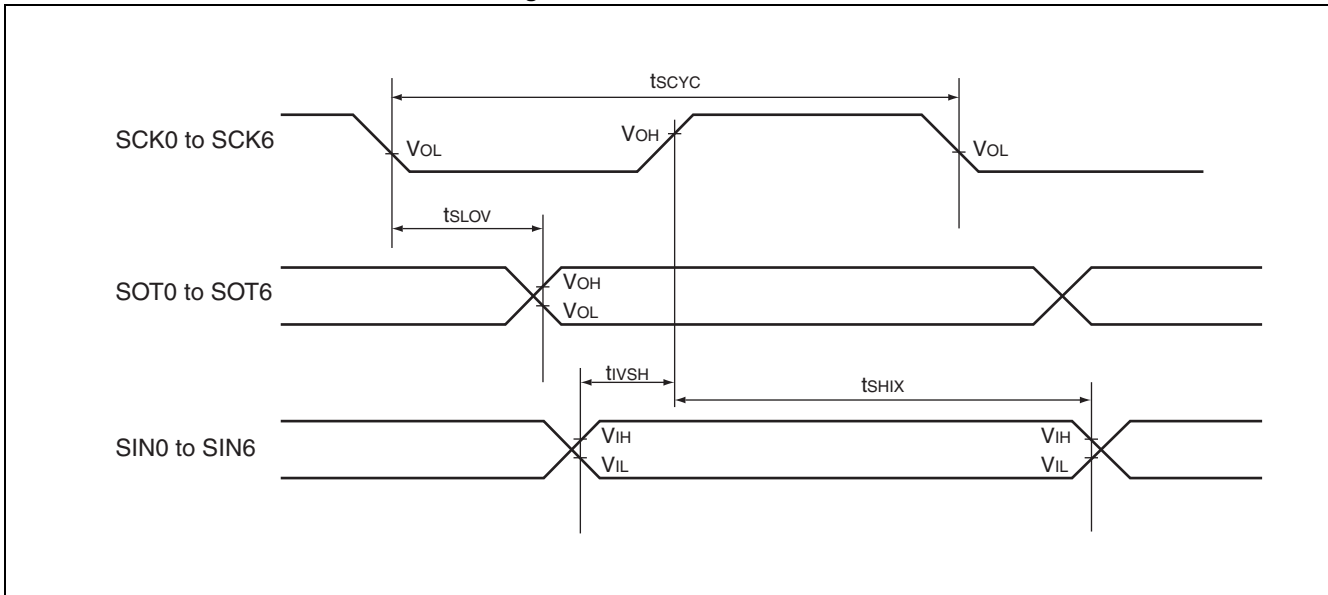 g
tSCYC
SCK0 to SCK6
VOH
VOL
VOL
tSLOV
SOT0 to SOT6
VOH
VOL
tIVSH
tSHIX
SIN0 to SIN6
VIH
VIH
VIL
VIL